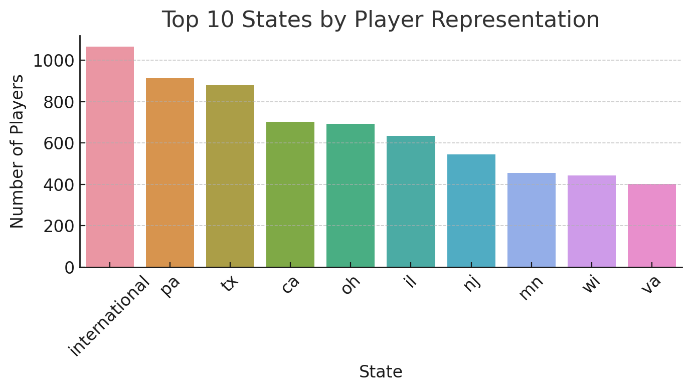 Top 10 States by Player Representation
Number of Players
1000
800
600
400
200
0
international
pa
tx
ca
oh
il
nj
mn
wi
va
State